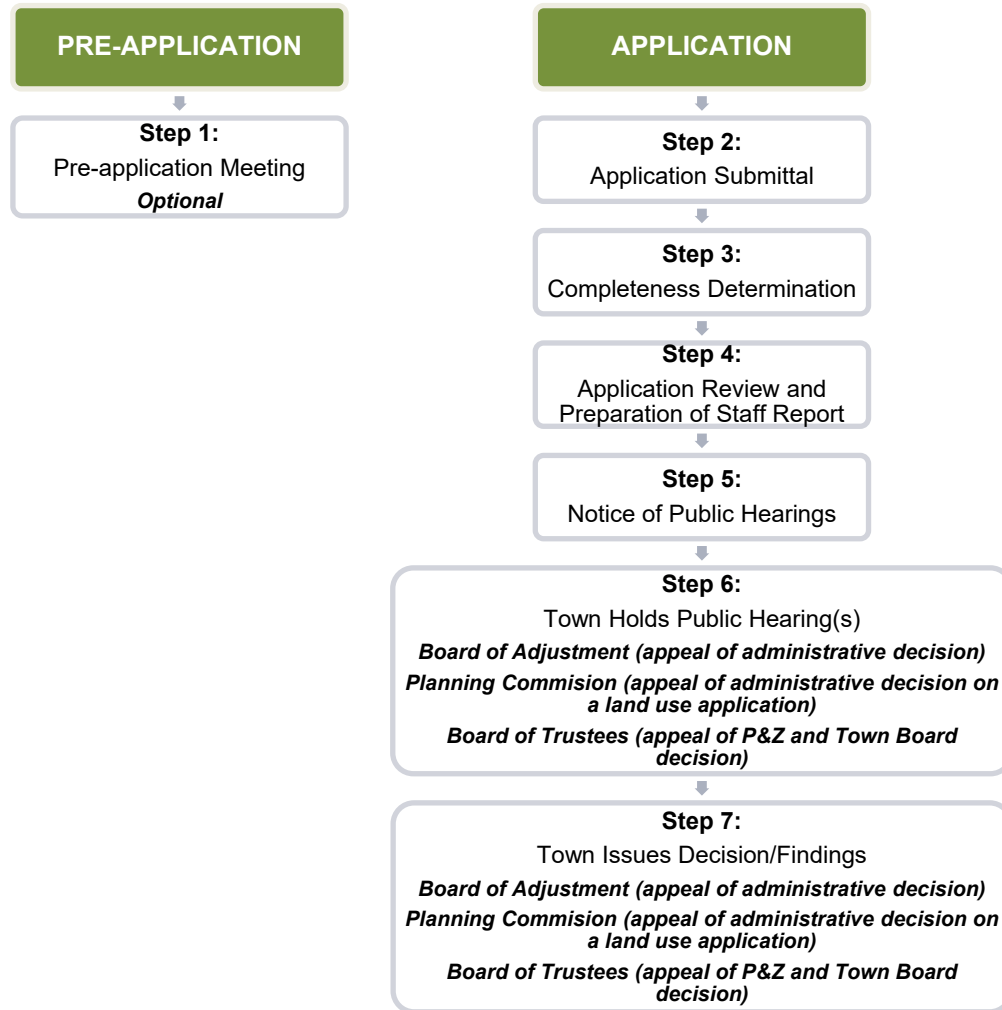 PRE-APPLICATION
Step 1:
Pre-application Meeting
Optional
APPLICATION
Step 2:
Application Submittal
Step 3:
Completeness Determination
Step 4:
Application Review and
Preparation of Staff Report
Step 5:
Notice of Public Hearings
Step 6:
Town Holds Public Hearing(s)
Board of Adjustment (appeal of administrative decision)
Planning Commision (appeal of administrative decision on
a land use application)
Board of Trustees (appeal of P&Z and Town Board
decision)
Step 7:
Town Issues Decision/Findings
Board of Adjustment (appeal of administrative decision)
Planning Commision (appeal of administrative decision on
a land use application)
Board of Trustees (appeal of P&Z and Town Board
decision)